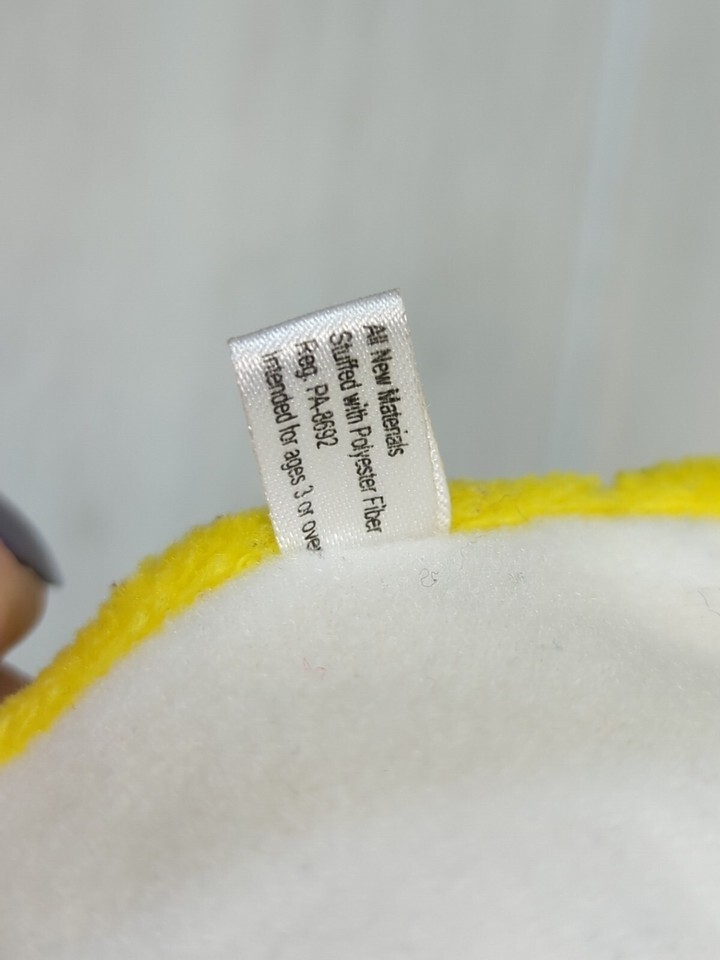 All New Materials
Stuffed with Polyester Fiber
Reg. PA-8692
Intended for ages 3 or over